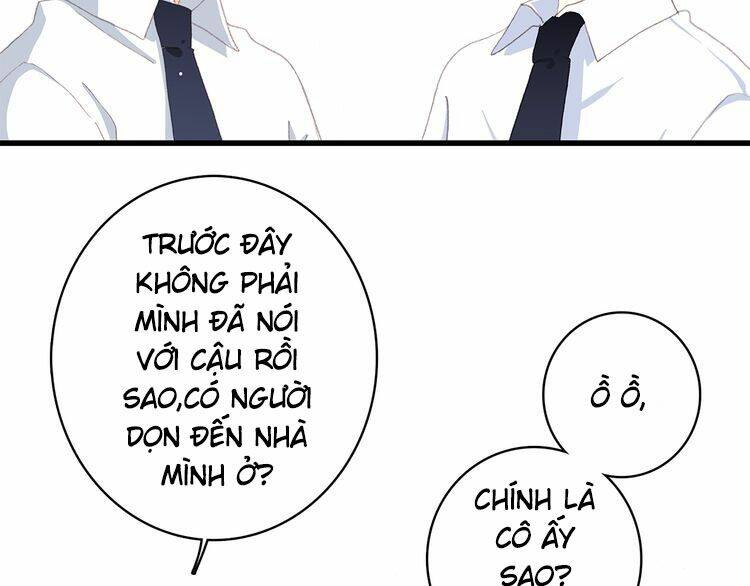 TRƯỚC ĐÂY
KHÔNG PHẢI
MÌNH ĐÃ NÓI
VỚI CẬU RỒI
SAO,CÓ NGƯỜI
DỌN ĐẾN NHÀ
MÌNH Ở?
Ồ Ồ,
CHÍNH LÀ
CÔ ẤY
SAO?